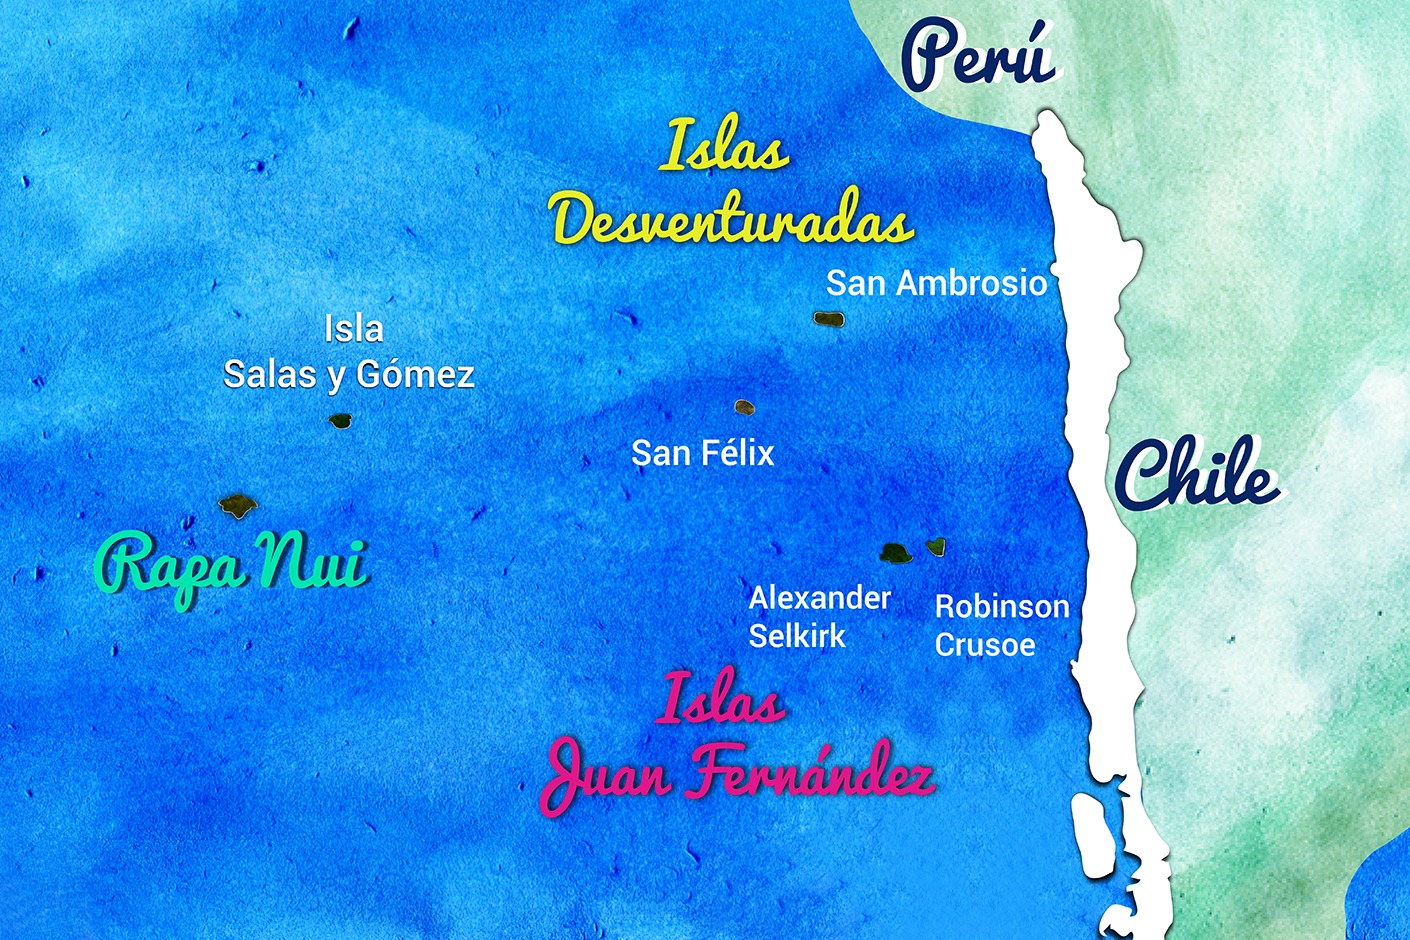 Perú
Islas
Desventuradas
San Ambrosio
Isla
Salas y Gómez
San Félix
Chile
Rapa Nui
Alexander
Selkirk
Robinson
Crusoe
Islas
Juan Fernández